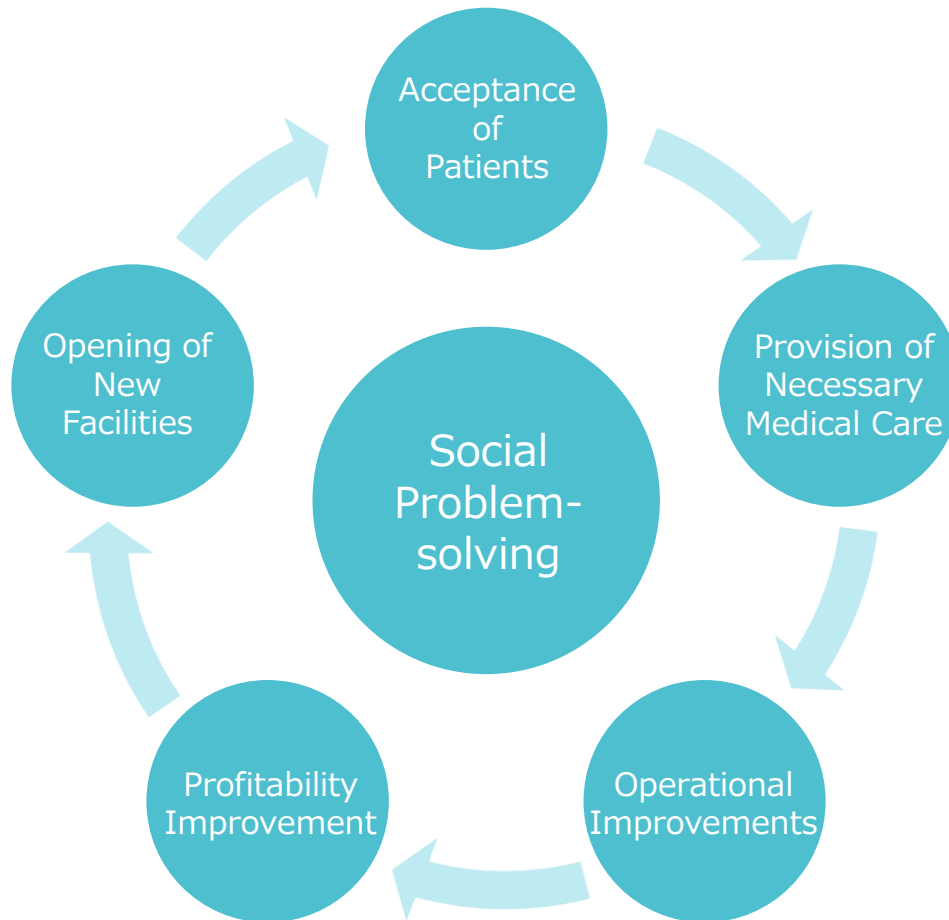 Acceptance
of
Patients
Provision of
Necessary
Medical Care
Operational
Improvements
Profitability
Improvement
Opening of
New
Facilities
Social
Problem-
solving